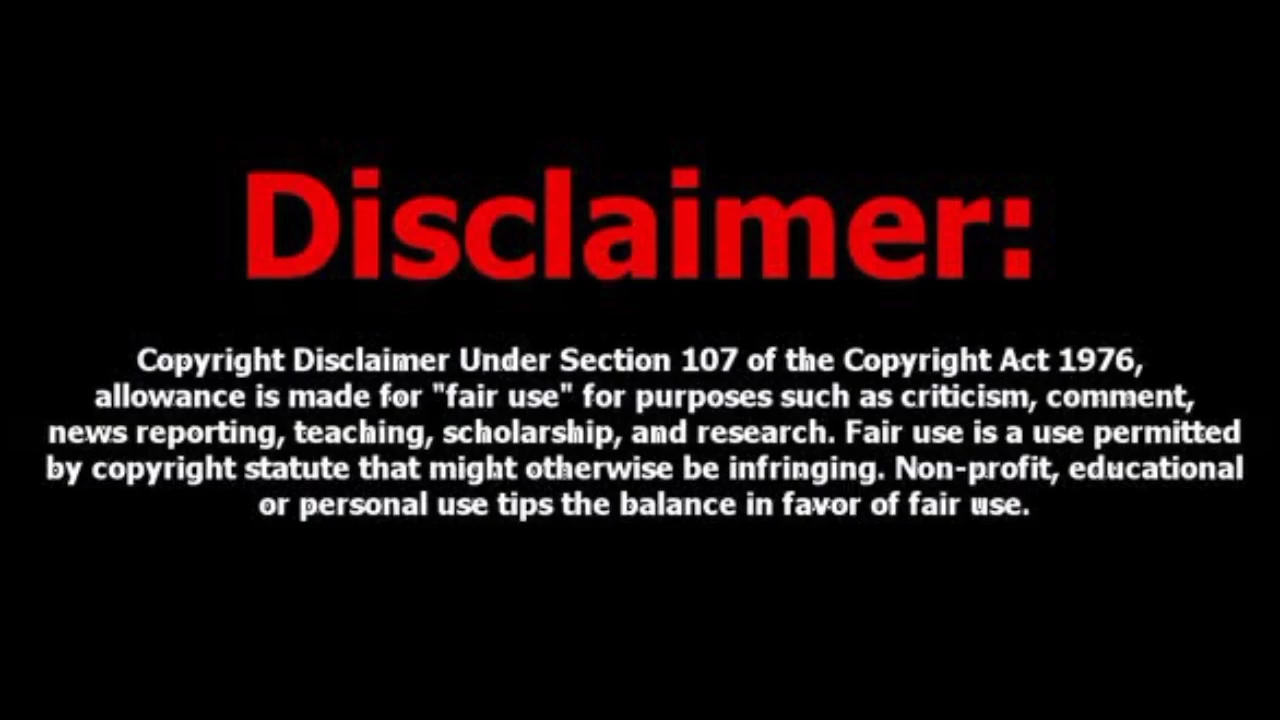 Disclaimer:
Copyright Disclaimer Under Section 107 of the Copyright Act 1976,
allowance is made for "fair use" for purposes such as criticism, comment,
news reporting, teaching, scholarship, and research. Fair use is a use permitted
by copyright statute that might otherwise be infringing. Non-profit, educational
or personal use tips the balance in favor of fair use.